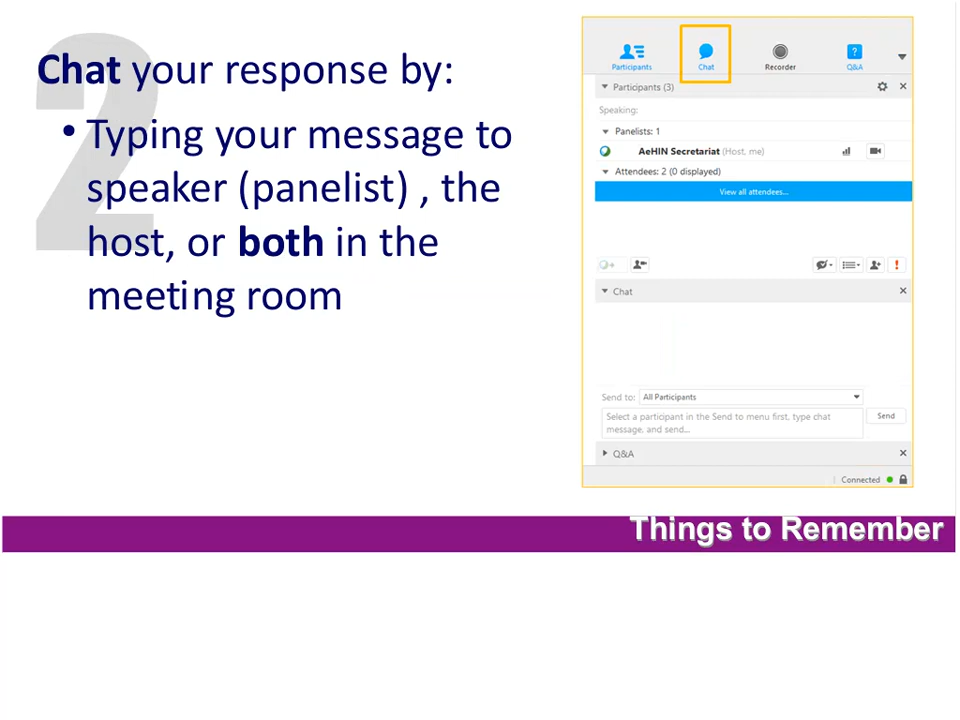 2
Chat your response by:
• Typing your message to
speaker (panelist) , the
host, or both in the
meeting room
Participants Chat Recorder Q&A
Participants (3)
Speaking:
Panelists: 1
AeHIN Secretariat (Host, me)
Attendees: 2 (0 displayed)
View all attendees...
Chat
Send to: All Participants
Select a participant in the Send to menu first, type chat
message, and send...
Send
Q&A
Connected
Things to Remember